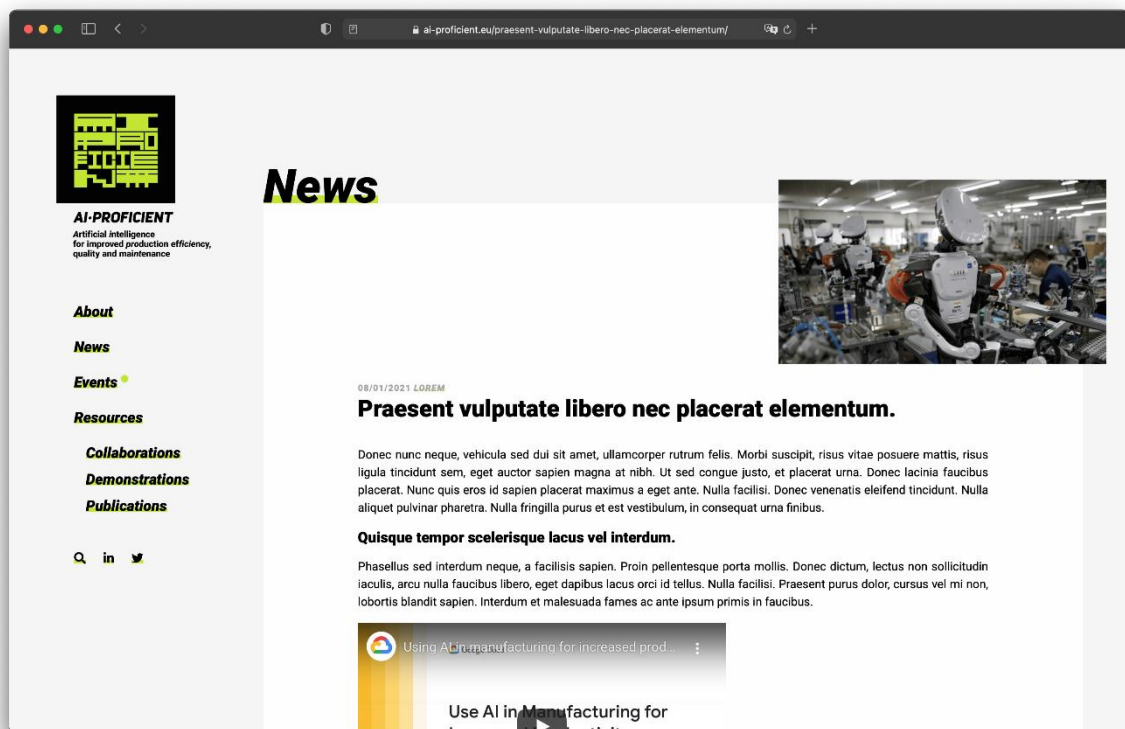 ai-proficient.eu/praesent-vulputate-libero-nec-placerat-elementum/
AI PROFICIENT
AI·PROFICIENT
Artificial intelligence
for improved production efficiency,
quality and maintenance
About
News
Events
Resources
Collaborations
Demonstrations
Publications
in
News
08/01/2021 LOREM
Praesent vulputate libero nec placerat elementum.
Donec nunc neque, vehicula sed dui sit amet, ullamcorper rutrum felis. Morbi suscipit, risus vitae posuere mattis, risus
ligula tincidunt sem, eget auctor sapien magna at nibh. Ut sed congue justo, et placerat urna. Donec lacinia faucibus
placerat. Nunc quis eros id sapien placerat maximus a eget ante. Nulla facilisi. Donec venenatis eleifend tincidunt. Nulla
aliquet pulvinar pharetra. Nulla fringilla purus et est vestibulum, in consequat urna finibus.
Quisque tempor scelerisque lacus vel interdum.
Phasellus sed interdum neque, a facilisis sapien. Proin pellentesque porta mollis. Donec dictum, lectus non sollicitudin
iaculis, arcu nulla faucibus libero, eget dapibus lacus orci id tellus. Nulla facilisi. Praesent purus dolor, cursus vel mi non,
lobortis blandit sapien. Interdum et malesuada fames ac ante ipsum primis in faucibus.
Using AI in manufacturing for increased prod...
Use AI in Manufacturing for